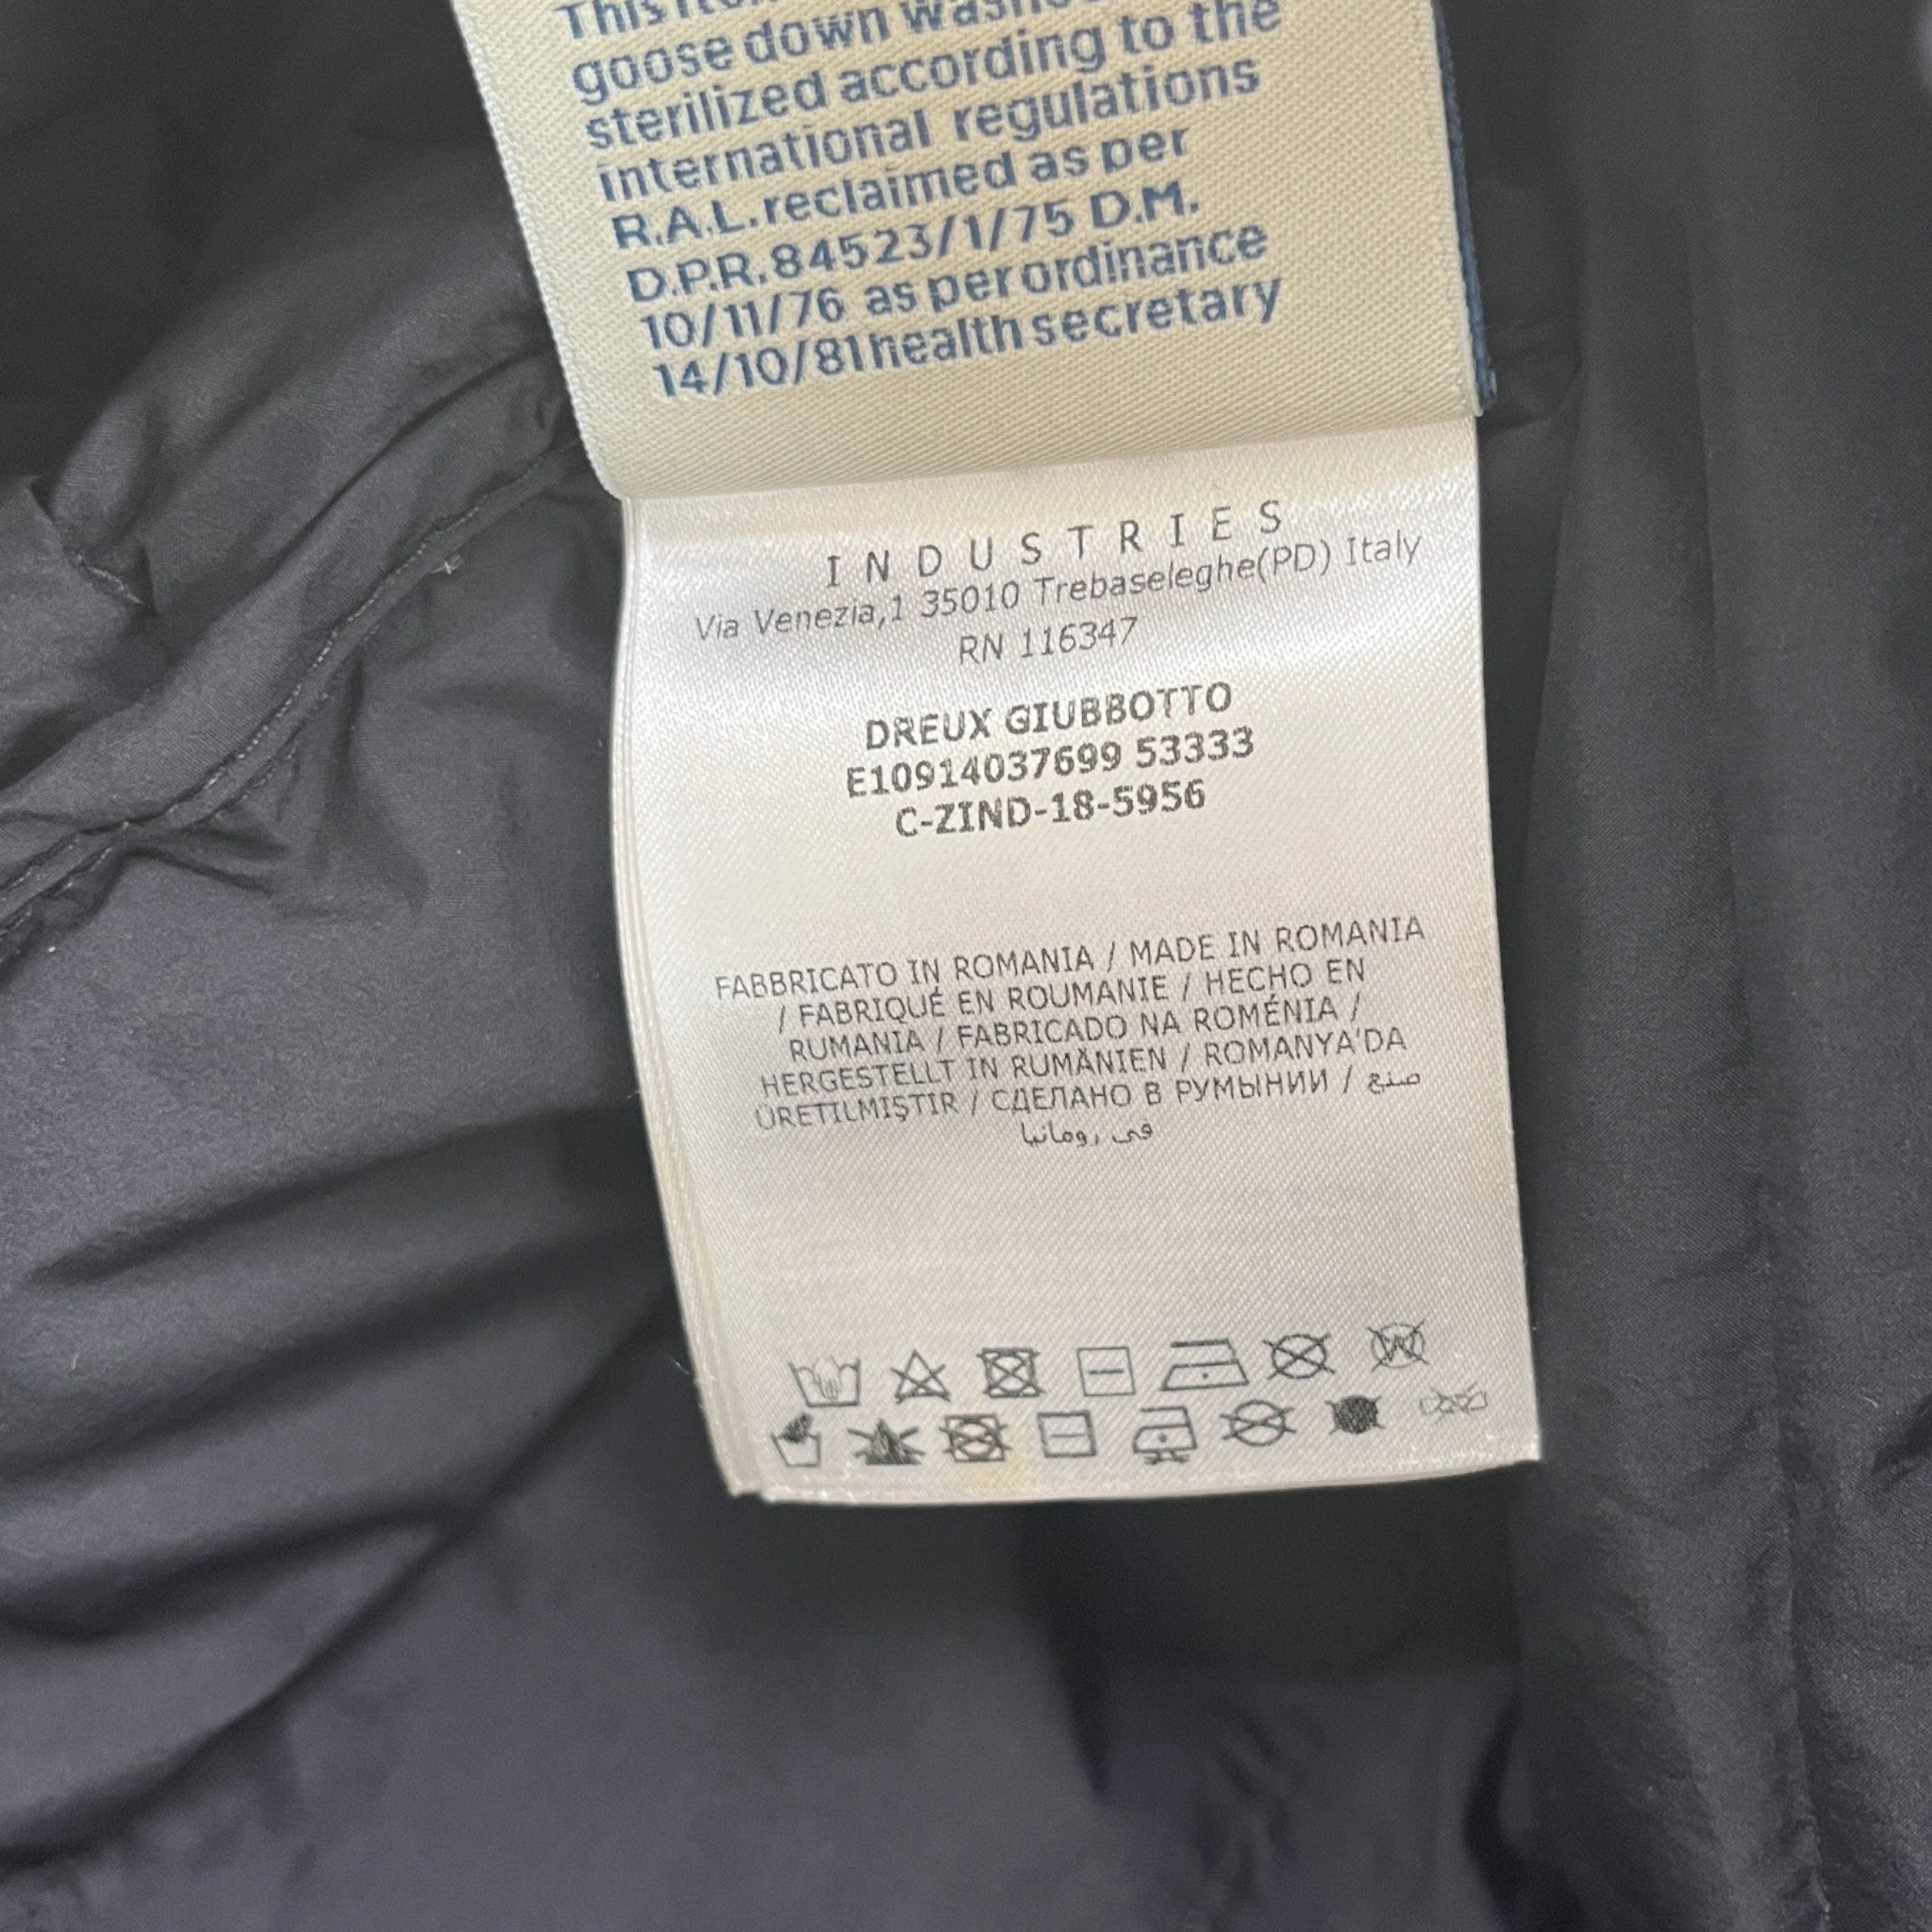 This
goose down
sterilized according to the
international regulations
R.A.L.reclaimed as per
D.P.R.84523/1/75 D.M.
10/11/76 as per ordinance
14/10/81 health secretary
INDUSTRIES
Via Venezia,1 35010 Trebaseleghe(PD) Italy
RN 116347
DREUX GIUBBOTTO
E10914037699 53333
C-ZIND-18-5956
FABBRICATO IN ROMANIA / MADE IN ROMANIA
/ FABRIQUÉ EN ROUMANIE / HECHO EN
RUMANIA / FABRICADO NA ROMÉNIA /
HERGESTELLT IN RUMÄNIEN / ROMANYA'DA
ÜRETILMIŞTIR / СДЕЛАНО В РУМЫНИИ / صنع
في رومانيا